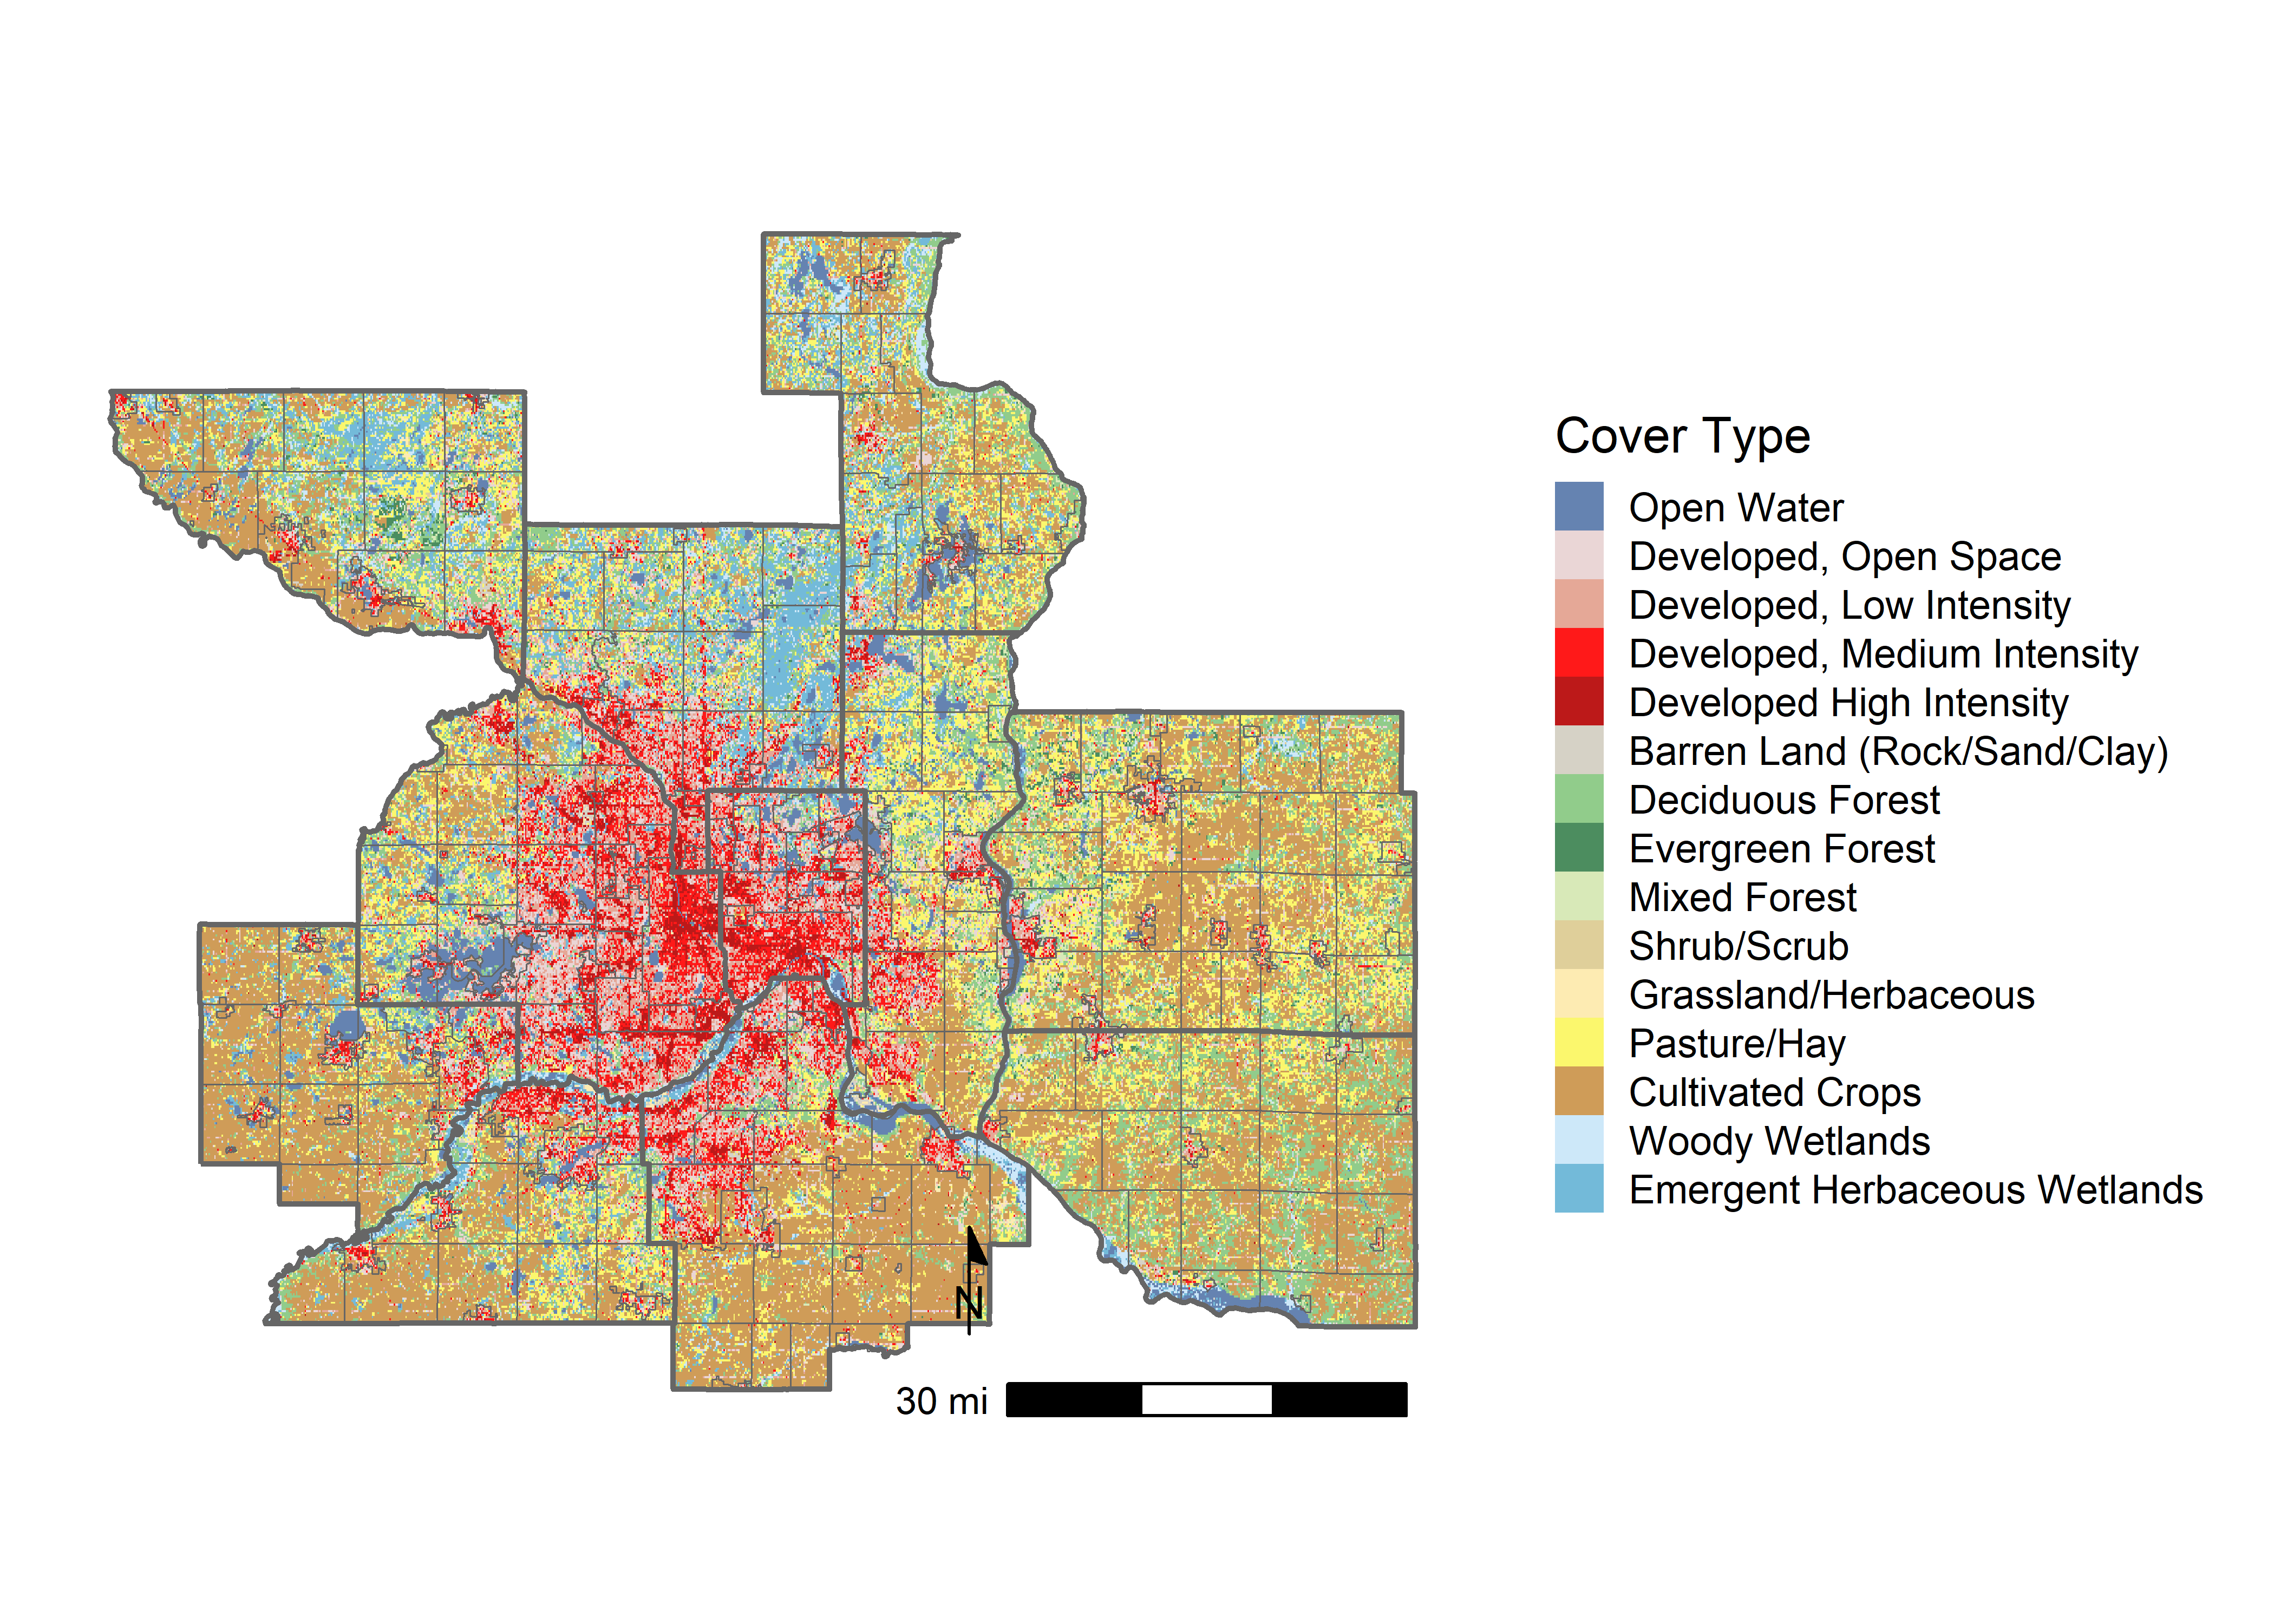 Cover Type
Open Water
Developed, Open Space
Developed, Low Intensity
Developed, Medium Intensity
Developed High Intensity
Barren Land (Rock/Sand/Clay)
Deciduous Forest
Evergreen Forest
Mixed Forest
Shrub/Scrub
Grassland/Herbaceous
Pasture/Hay
Cultivated Crops
Woody Wetlands
Emergent Herbaceous Wetlands
N
30 mi